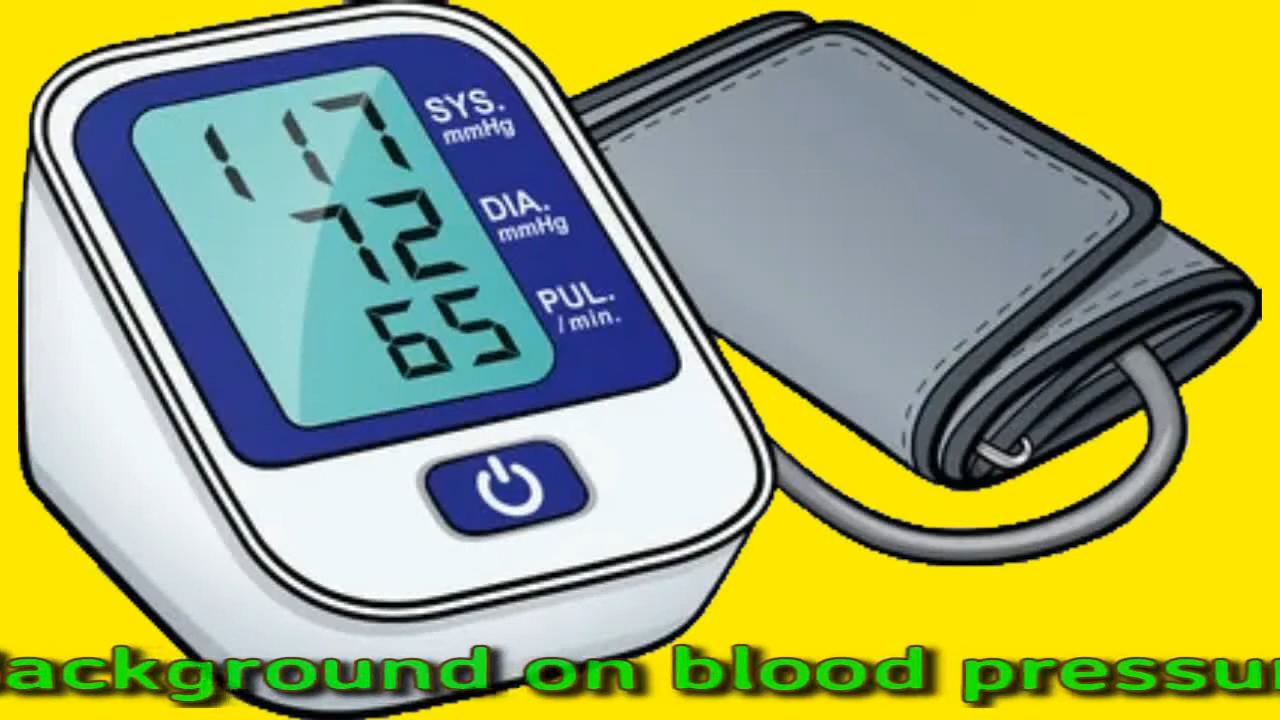 117 SYS.
mmHg
72 DIA.
mmHg
65 PUL.
/min.
ackground on blood pressu